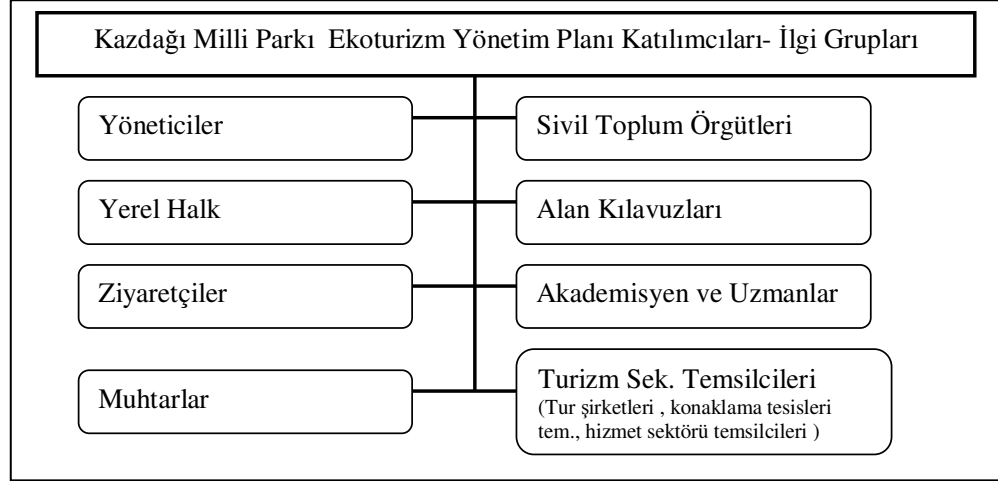 Kazdağı Milli Parkı Ekoturizm Yönetim Planı Katılımcıları- İlgi Grupları
Yöneticiler
Sivil Toplum Örgütleri
Yerel Halk
Alan Kılavuzları
Ziyaretçiler
Akademisyen ve Uzmanlar
Muhtarlar
Turizm Sek. Temsilcileri
(Tur şirketleri , konaklama tesisleri
tem., hizmet sektörü temsilcileri )